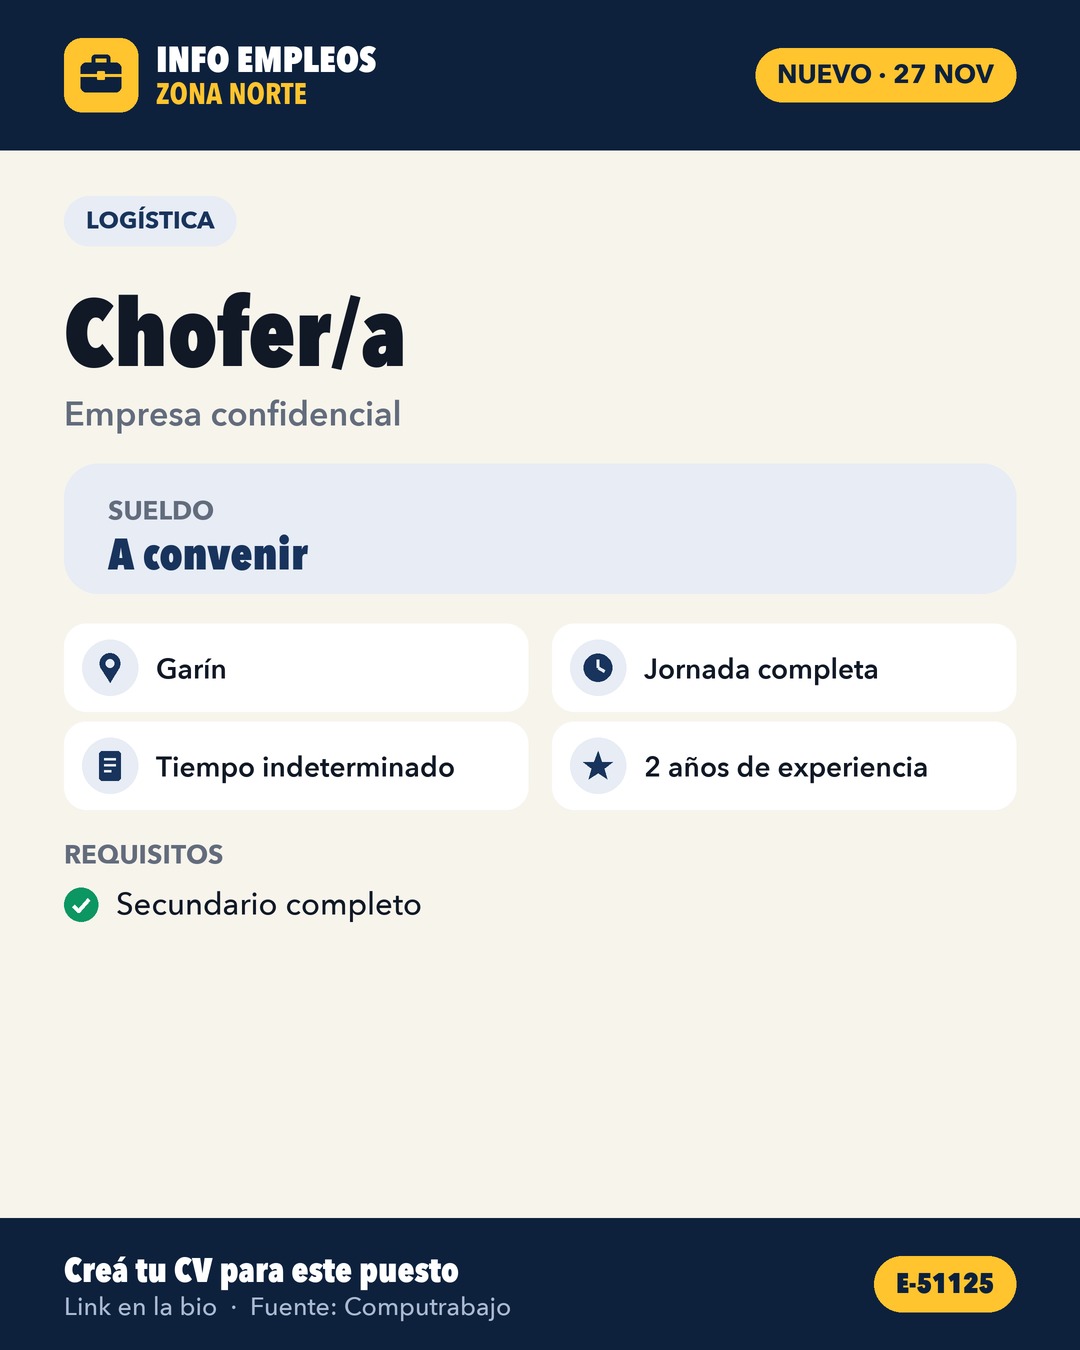 INFO EMPLEOS
ZONA NORTE
NUEVO · 27 NOV
LOGÍSTICA
Chofer/a
Empresa confidencial
SUELDO
A convenir
Garín
Jornada completa
Tiempo indeterminado
2 años de experiencia
REQUISITOS
Secundario completo
Creá tu CV para este puesto
Link en la bio · Fuente: Computrabajo
E-51125